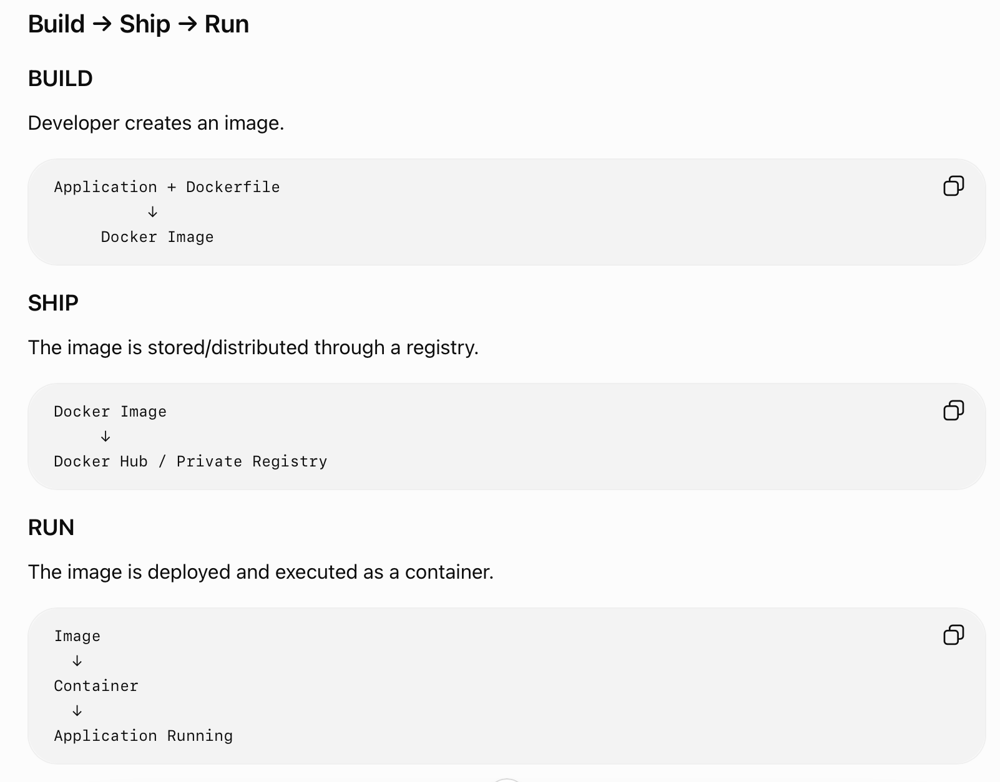 Build → Ship → Run
BUILD
Developer creates an image.
Application + Dockerfile
↓
Docker Image
SHIP
The image is stored/distributed through a registry.
Docker Image
↓
Docker Hub / Private Registry
RUN
The image is deployed and executed as a container.
Image
↓
Container
↓
Application Running